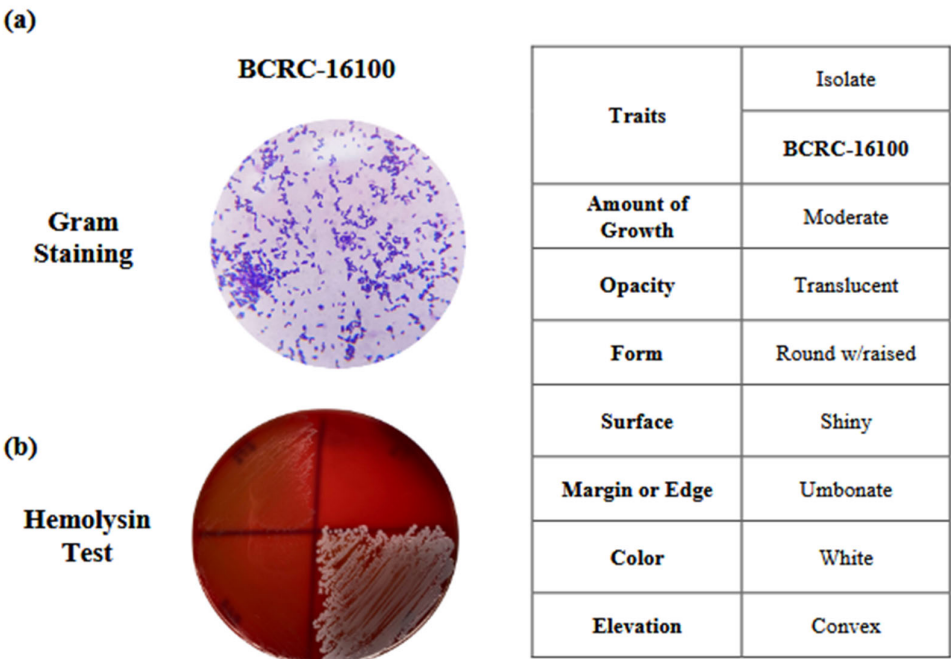 (a)
BCRC-16100
Gram
Staining
(b)
Hemolysin
Test
Traits
Isolate
BCRC-16100
Amount of
Growth
Moderate
Opacity
Translucent
Form
Round w/raised
Surface
Shiny
Margin or Edge
Umbonate
Color
White
Elevation
Convex